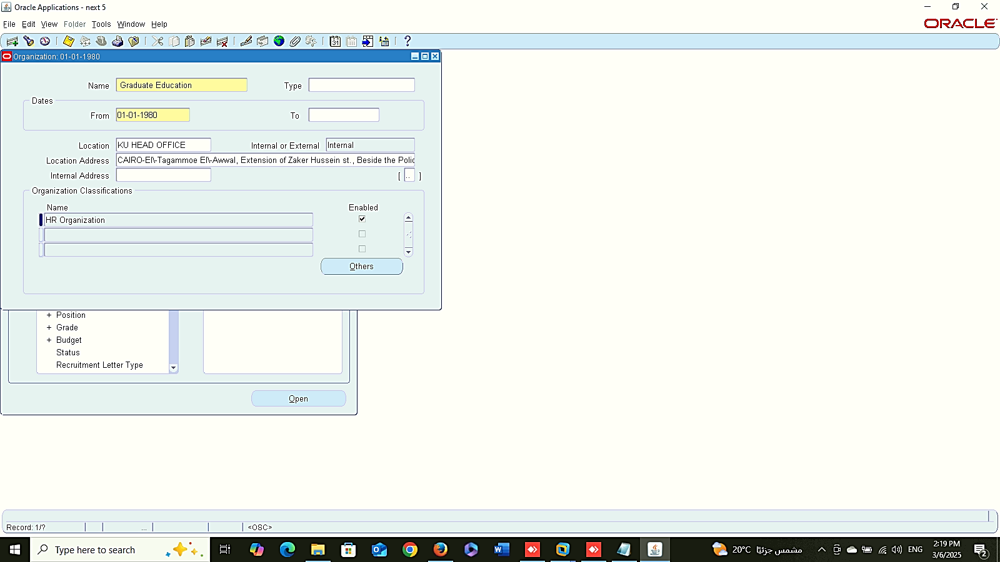 Oracle Applications - next 5
File Edit View Folder Tools Window Help
ORACLE
31 ?
Organization: 01-01-1980
Name Graduate Education Type
Dates
From 01-01-1980 To
Location KU HEAD OFFICE Internal or External Internal
Location Address CAIRO-El\-Tagammoe El\-Awwal, Extension of Zaker Hussein st., Beside the Polic
Internal Address [ .. ]
Organization Classifications
Name Enabled
HR Organization
Others
+ Position
+ Grade
+ Budget
Status
Recruitment Letter Type
Open
Record: 1/? ... <OSC>
Type here to search
20°C مشمس جزئيًا ENG
2:19 PM
3/6/2025
2